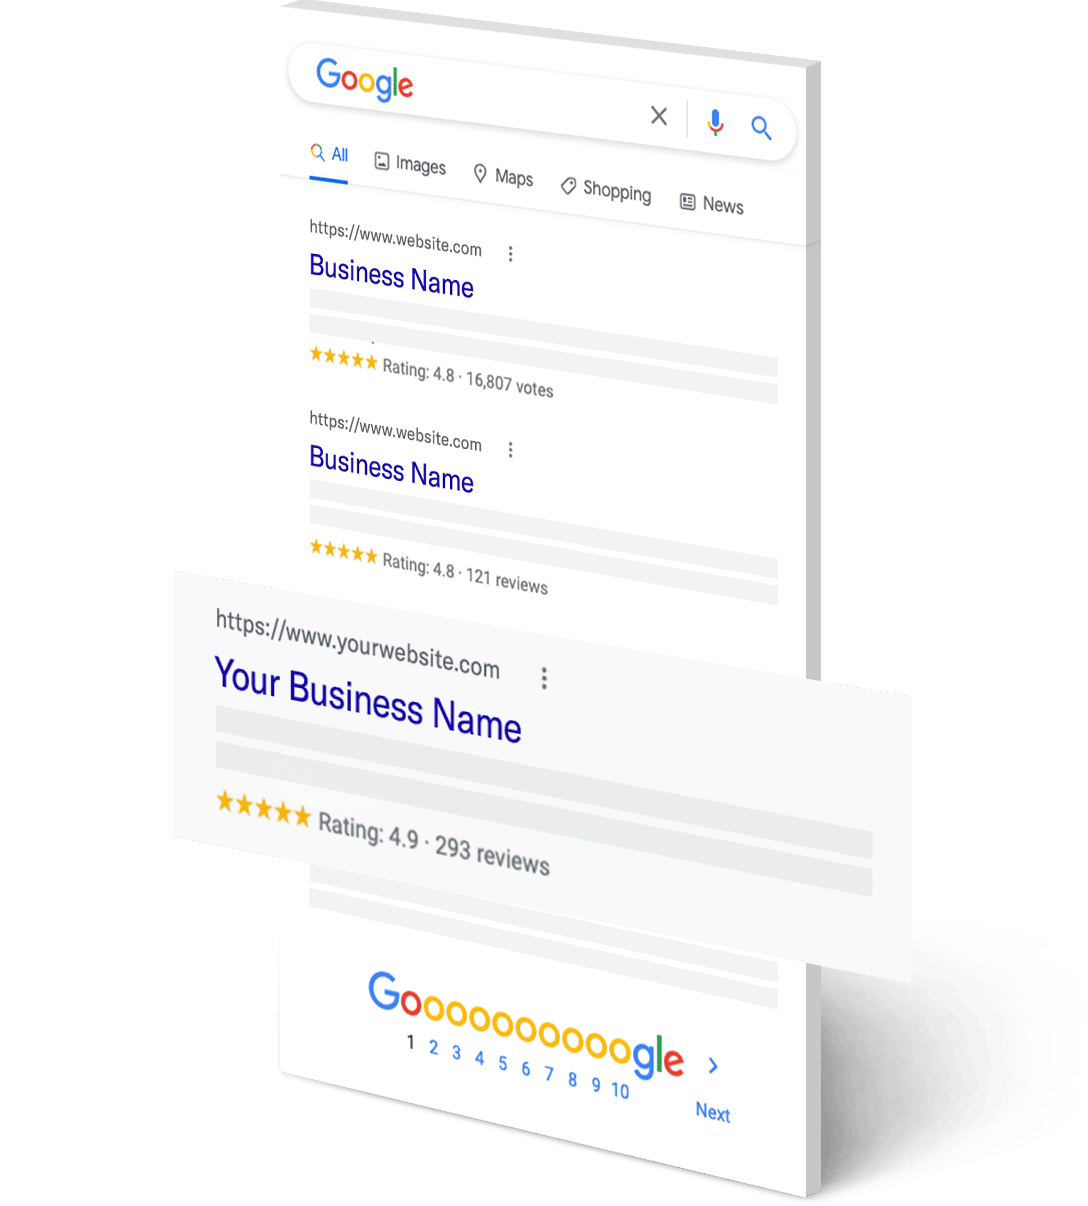 Google
All Images Maps Shopping News
https://www.website.com
Business Name
Rating: 4.8 · 16,807 votes
https://www.website.com
Business Name
Rating: 4.8 · 121 reviews
https://www.yourwebsite.com
Your Business Name
Rating: 4.9 · 293 reviews
Goooooooooogle
1 2 3 4 5 6 7 8 9 10
Next